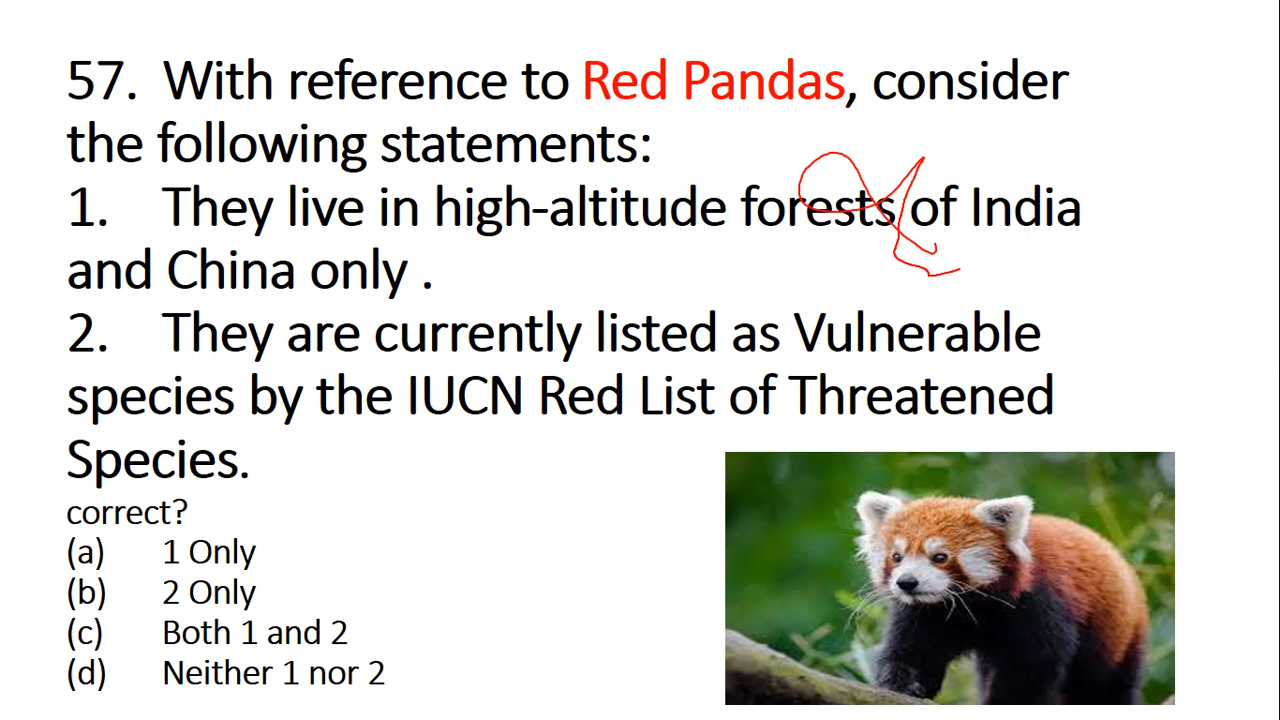 57. With reference to Red Pandas, consider
the following statements:
1. They live in high-altitude forests of India
and China only .
2. They are currently listed as Vulnerable
species by the IUCN Red List of Threatened
Species.
correct?
(a) 1 Only
(b) 2 Only
(c) Both 1 and 2
(d) Neither 1 nor 2